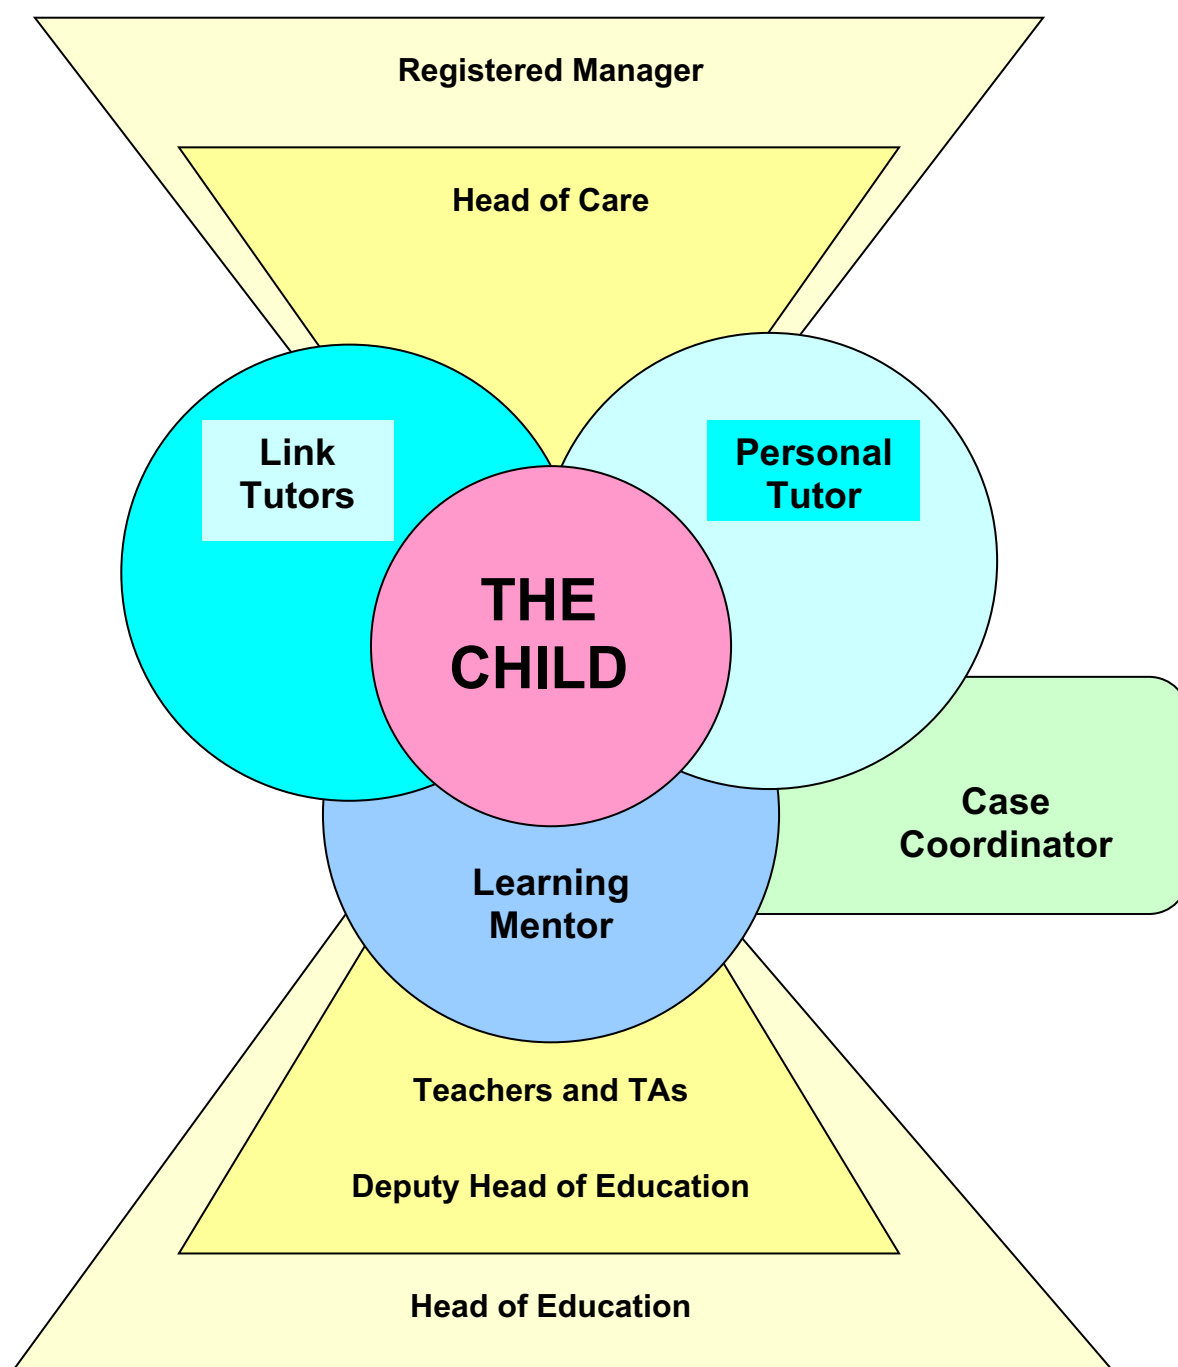 Registered Manager
Head of Care
Link
Tutors
Personal
Tutor
THE
CHILD
Case
Coordinator
Learning
Mentor
Teachers and TAs
Deputy Head of Education
Head of Education